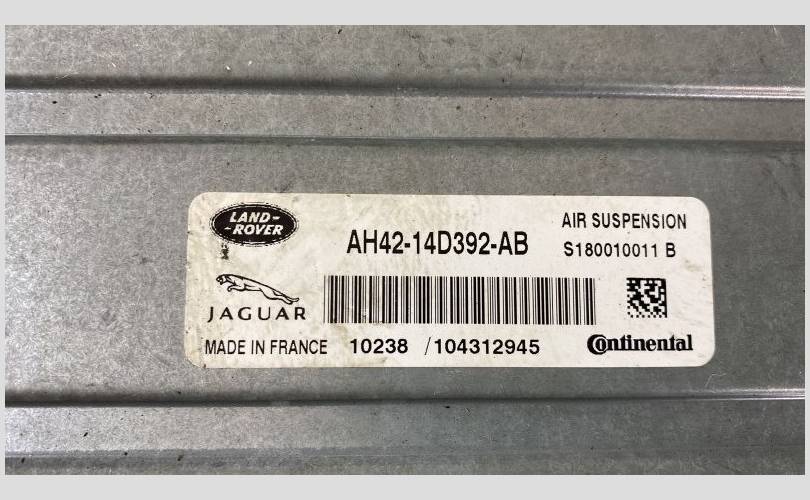 LAND-
-ROVER
AH42-14D392-AB
AIR SUSPENSION
S180010011 B
JAGUAR
MADE IN FRANCE 10238 /104312945
Continental